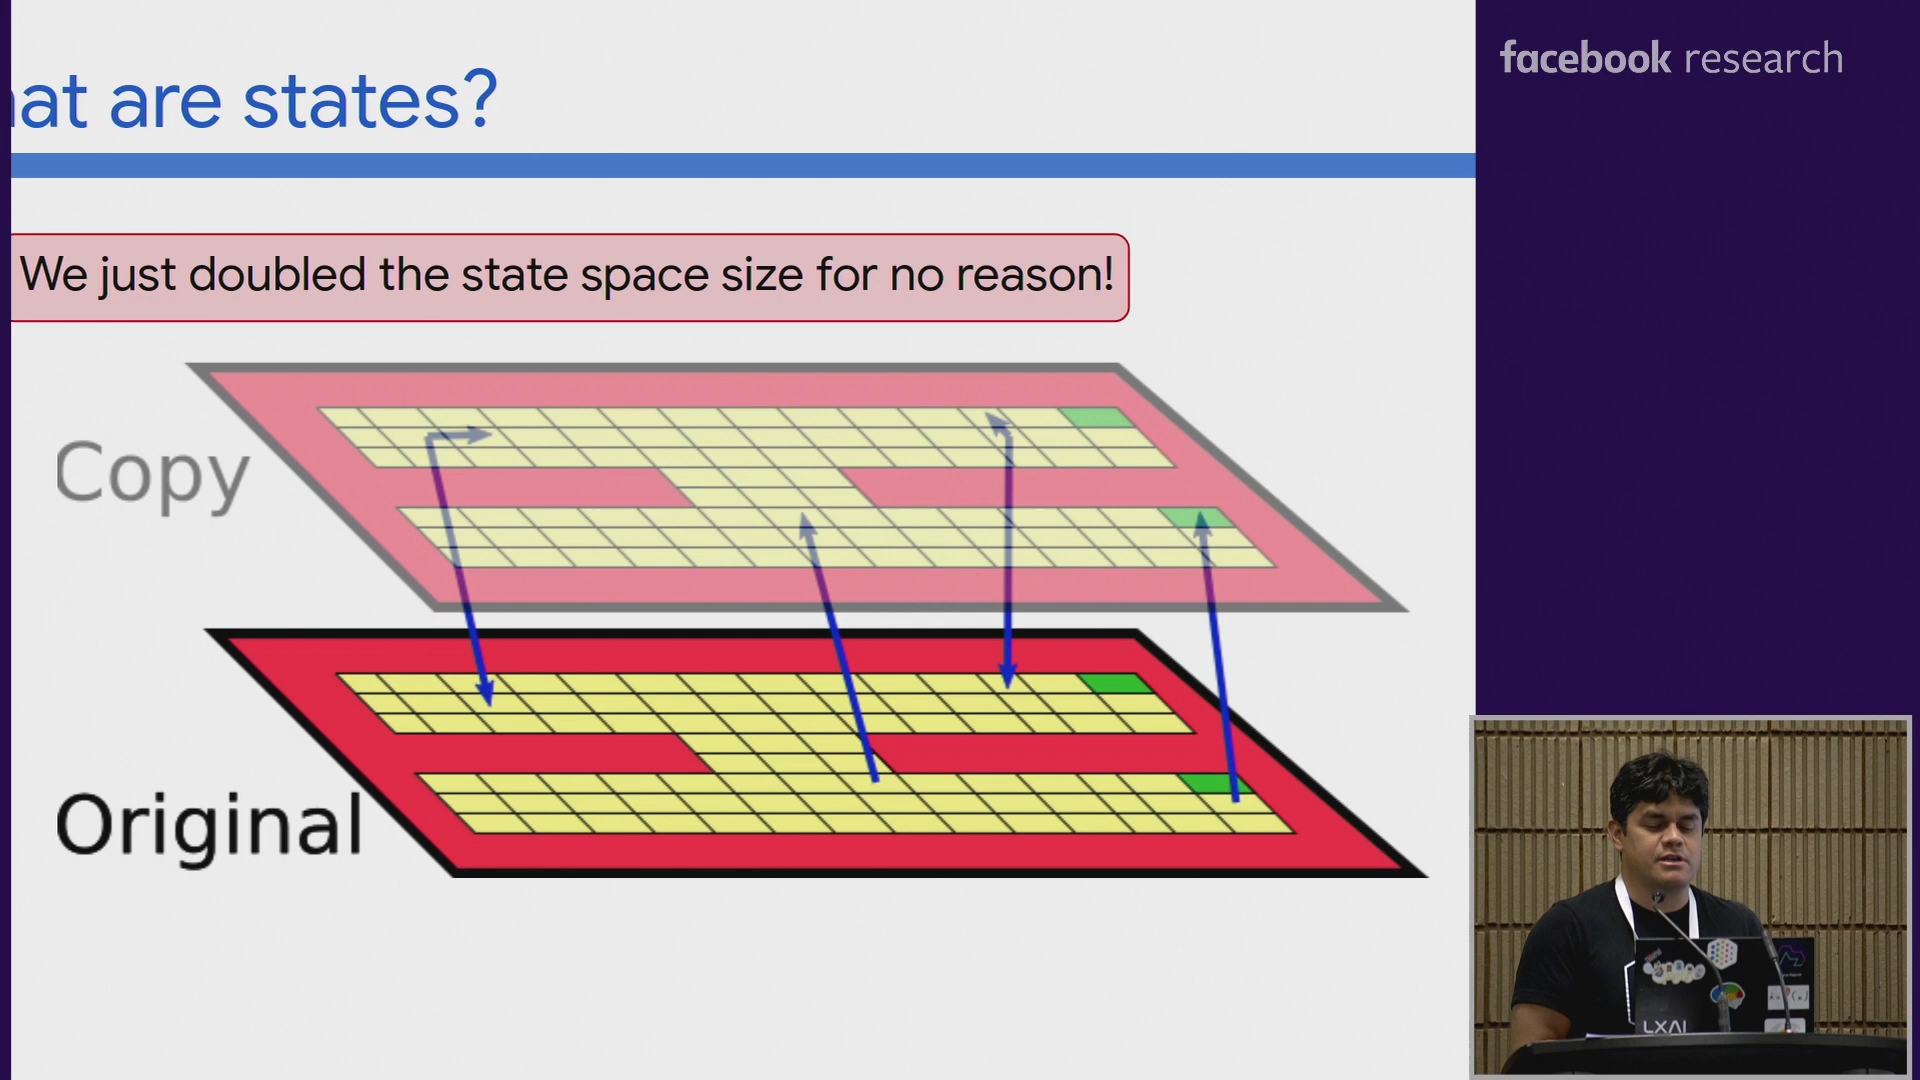 facebook research
at are states?
We just doubled the state space size for no reason!
Copy
Original
LXAI